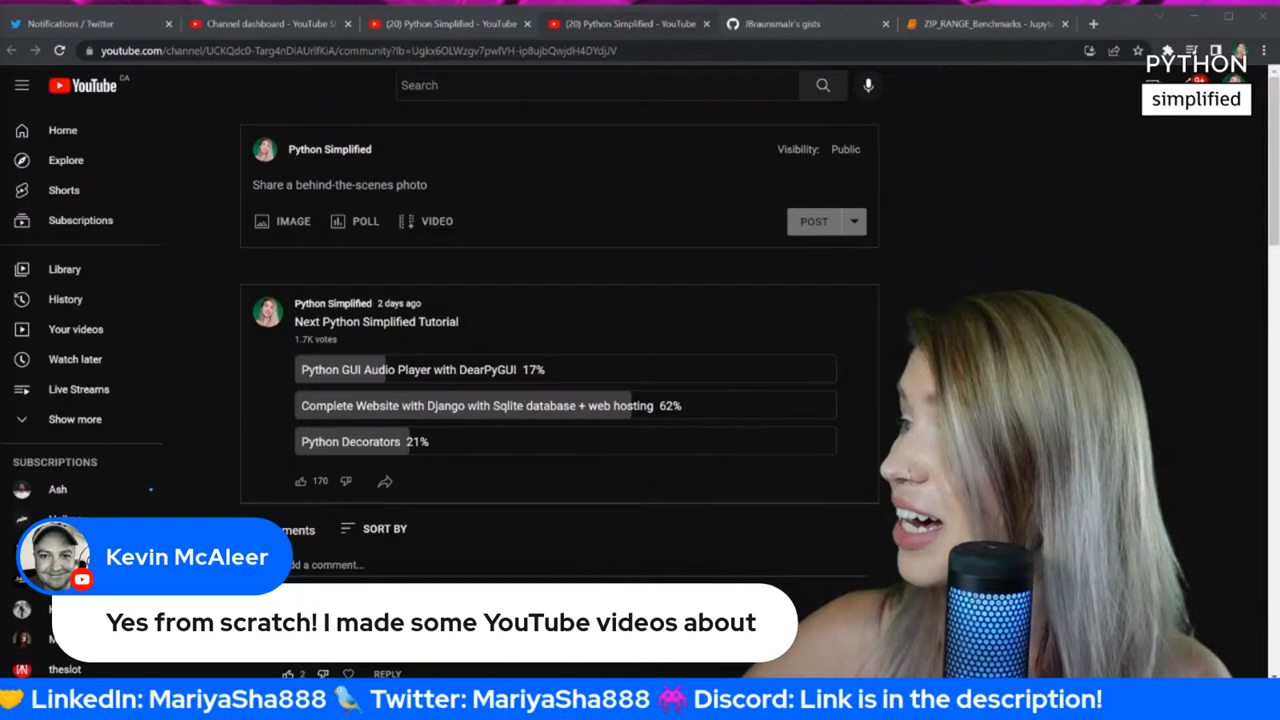 Notifications / Twitter
Channel dashboard - YouTube S
(20) Python Simplified - YouTube
(20) Python Simplified - YouTube
JBraunsmaJr's gists
ZIP_RANGE_Benchmarks - Jupyt
youtube.com/channel/UCKQdc0-Targ4nDIAUrlfKiA/community?lb=Ugkx6OLWzgv7pwIVH-ip8ujbQwjdH4DYdjJV
PYTHON
simplified
YouTube
CA
Search
9+
Home
Explore
Shorts
Subscriptions
Library
History
Your videos
Watch later
Live Streams
Show more
SUBSCRIPTIONS
Ash
theslot
Python Simplified
Visibility: Public
Share a behind-the-scenes photo
IMAGE
POLL
VIDEO
POST
Python Simplified 2 days ago
Next Python Simplified Tutorial
1.7K votes
Python GUI Audio Player with DearPyGUI 17%
Complete Website with Django with Sqlite database + web hosting 62%
Python Decorators 21%
170
SORT BY
a comment...
2
REPLY
Kevin McAleer
Yes from scratch! I made some YouTube videos about
LinkedIn: MariyaSha888 🐦 Twitter: MariyaSha888 👾 Discord: Link is in the description!